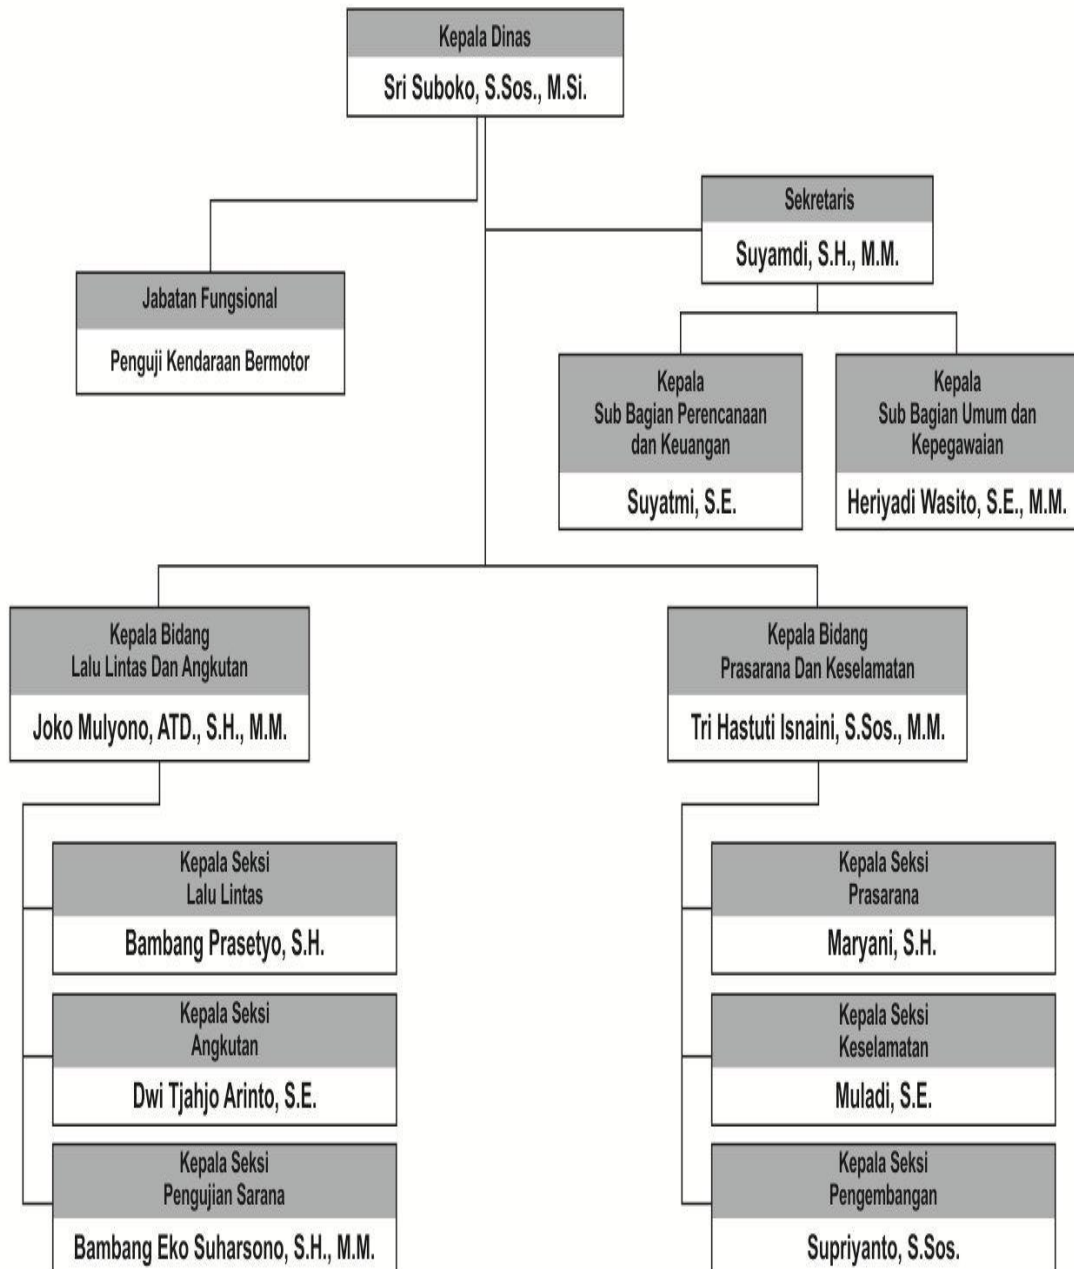 Kepala Dinas
Sri Suboko, S.Sos., M.Si.
Sekretaris
Suyamdi, S.H., M.M.
Jabatan Fungsional
Penguji Kendaraan Bermotor
Kepala
Sub Bagian Perencanaan
dan Keuangan
Suyatmi, S.E.
Kepala
Sub Bagian Umum dan
Kepegawaian
Heriyadi Wasito, S.E., M.M.
Kepala Bidang
Lalu Lintas Dan Angkutan
Joko Mulyono, ATD., S.H., M.M.
Kepala Bidang
Prasarana Dan Keselamatan
Tri Hastuti Isnaini, S.Sos., M.M.
Kepala Seksi
Lalu Lintas
Bambang Prasetyo, S.H.
Kepala Seksi
Angkutan
Dwi Tjahjo Arinto, S.E.
Kepala Seksi
Pengujian Sarana
Bambang Eko Suharsono, S.H., M.M.
Kepala Seksi
Prasarana
Maryani, S.H.
Kepala Seksi
Keselamatan
Muladi, S.E.
Kepala Seksi
Pengembangan
Supriyanto, S.Sos.